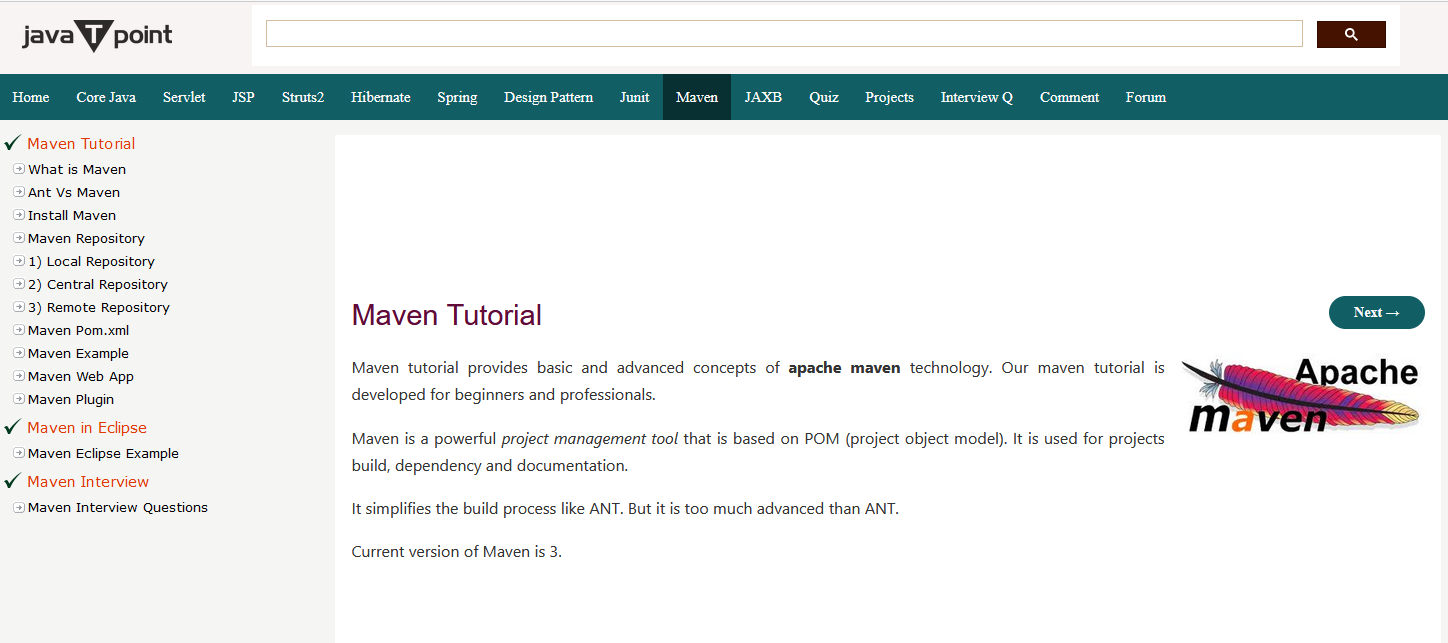 java T point
Home Core Java Servlet JSP Struts2 Hibernate Spring Design Pattern Junit Maven JAXB Quiz Projects Interview Q Comment Forum
Maven Tutorial
What is Maven
Ant Vs Maven
Install Maven
Maven Repository
1) Local Repository
2) Central Repository
3) Remote Repository
Maven Pom.xml
Maven Example
Maven Web App
Maven Plugin
Maven in Eclipse
Maven Eclipse Example
Maven Interview
Maven Interview Questions
Maven Tutorial
Next →
Maven tutorial provides basic and advanced concepts of apache maven technology. Our maven tutorial is
developed for beginners and professionals.
Maven is a powerful project management tool that is based on POM (project object model). It is used for projects
build, dependency and documentation.
It simplifies the build process like ANT. But it is too much advanced than ANT.
Current version of Maven is 3.
Apache
maven